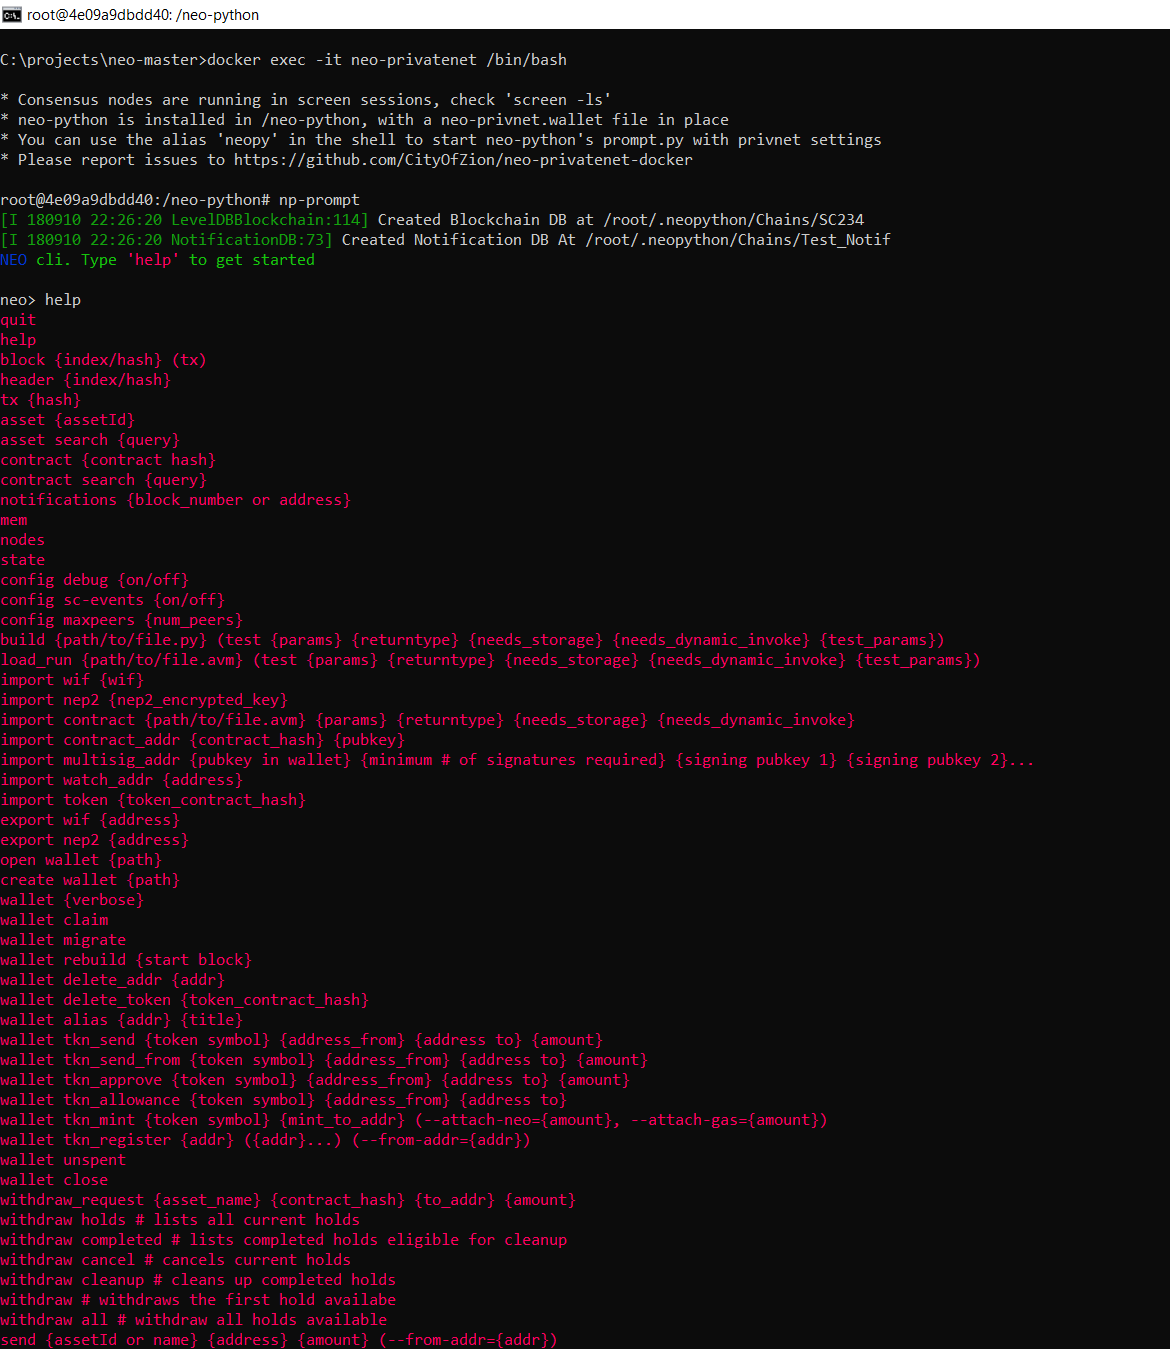 root@4e09a9dbdd40: /neo-python
C:\projects\neo-master>docker exec -it neo-privatenet /bin/bash
* Consensus nodes are running in screen sessions, check 'screen -ls'
* neo-python is installed in /neo-python, with a neo-privnet.wallet file in place
* You can use the alias 'neopy' in the shell to start neo-python's prompt.py with privnet settings
* Please report issues to https://github.com/CityOfZion/neo-privatenet-docker
root@4e09a9dbdd40:/neo-python# np-prompt
[I 180910 22:26:20 LevelDBBlockchain:114] Created Blockchain DB at /root/.neopython/Chains/SC234
[I 180910 22:26:20 NotificationDB:73] Created Notification DB At /root/.neopython/Chains/Test_Notif
NEO cli. Type 'help' to get started
neo> help
quit
help
block {index/hash} (tx)
header {index/hash}
tx {hash}
asset {assetId}
asset search {query}
contract {contract hash}
contract search {query}
notifications {block_number or address}
mem
nodes
state
config debug {on/off}
config sc-events {on/off}
config maxpeers {num_peers}
build {path/to/file.py} (test {params} {returntype} {needs_storage} {needs_dynamic_invoke} {test_params})
load_run {path/to/file.avm} (test {params} {returntype} {needs_storage} {needs_dynamic_invoke} {test_params})
import wif {wif}
import nep2 {nep2_encrypted_key}
import contract {path/to/file.avm} {params} {returntype} {needs_storage} {needs_dynamic_invoke}
import contract_addr {contract_hash} {pubkey}
import multisig_addr {pubkey in wallet} {minimum # of signatures required} {signing pubkey 1} {signing pubkey 2}...
import watch_addr {address}
import token {token_contract_hash}
export wif {address}
export nep2 {address}
open wallet {path}
create wallet {path}
wallet {verbose}
wallet claim
wallet migrate
wallet rebuild {start block}
wallet delete_addr {addr}
wallet delete_token {token_contract_hash}
wallet alias {addr} {title}
wallet tkn_send {token symbol} {address_from} {address to} {amount}
wallet tkn_send_from {token symbol} {address_from} {address to} {amount}
wallet tkn_approve {token symbol} {address_from} {address to} {amount}
wallet tkn_allowance {token symbol} {address_from} {address to}
wallet tkn_mint {token symbol} {mint_to_addr} (--attach-neo={amount}, --attach-gas={amount})
wallet tkn_register {addr} ({addr}...) (--from-addr={addr})
wallet unspent
wallet close
withdraw_request {asset_name} {contract_hash} {to_addr} {amount}
withdraw holds # lists all current holds
withdraw completed # lists completed holds eligible for cleanup
withdraw cancel # cancels current holds
withdraw cleanup # cleans up completed holds
withdraw # withdraws the first hold availabe
withdraw all # withdraw all holds available
send {assetId or name} {address} {amount} (--from-addr={addr})